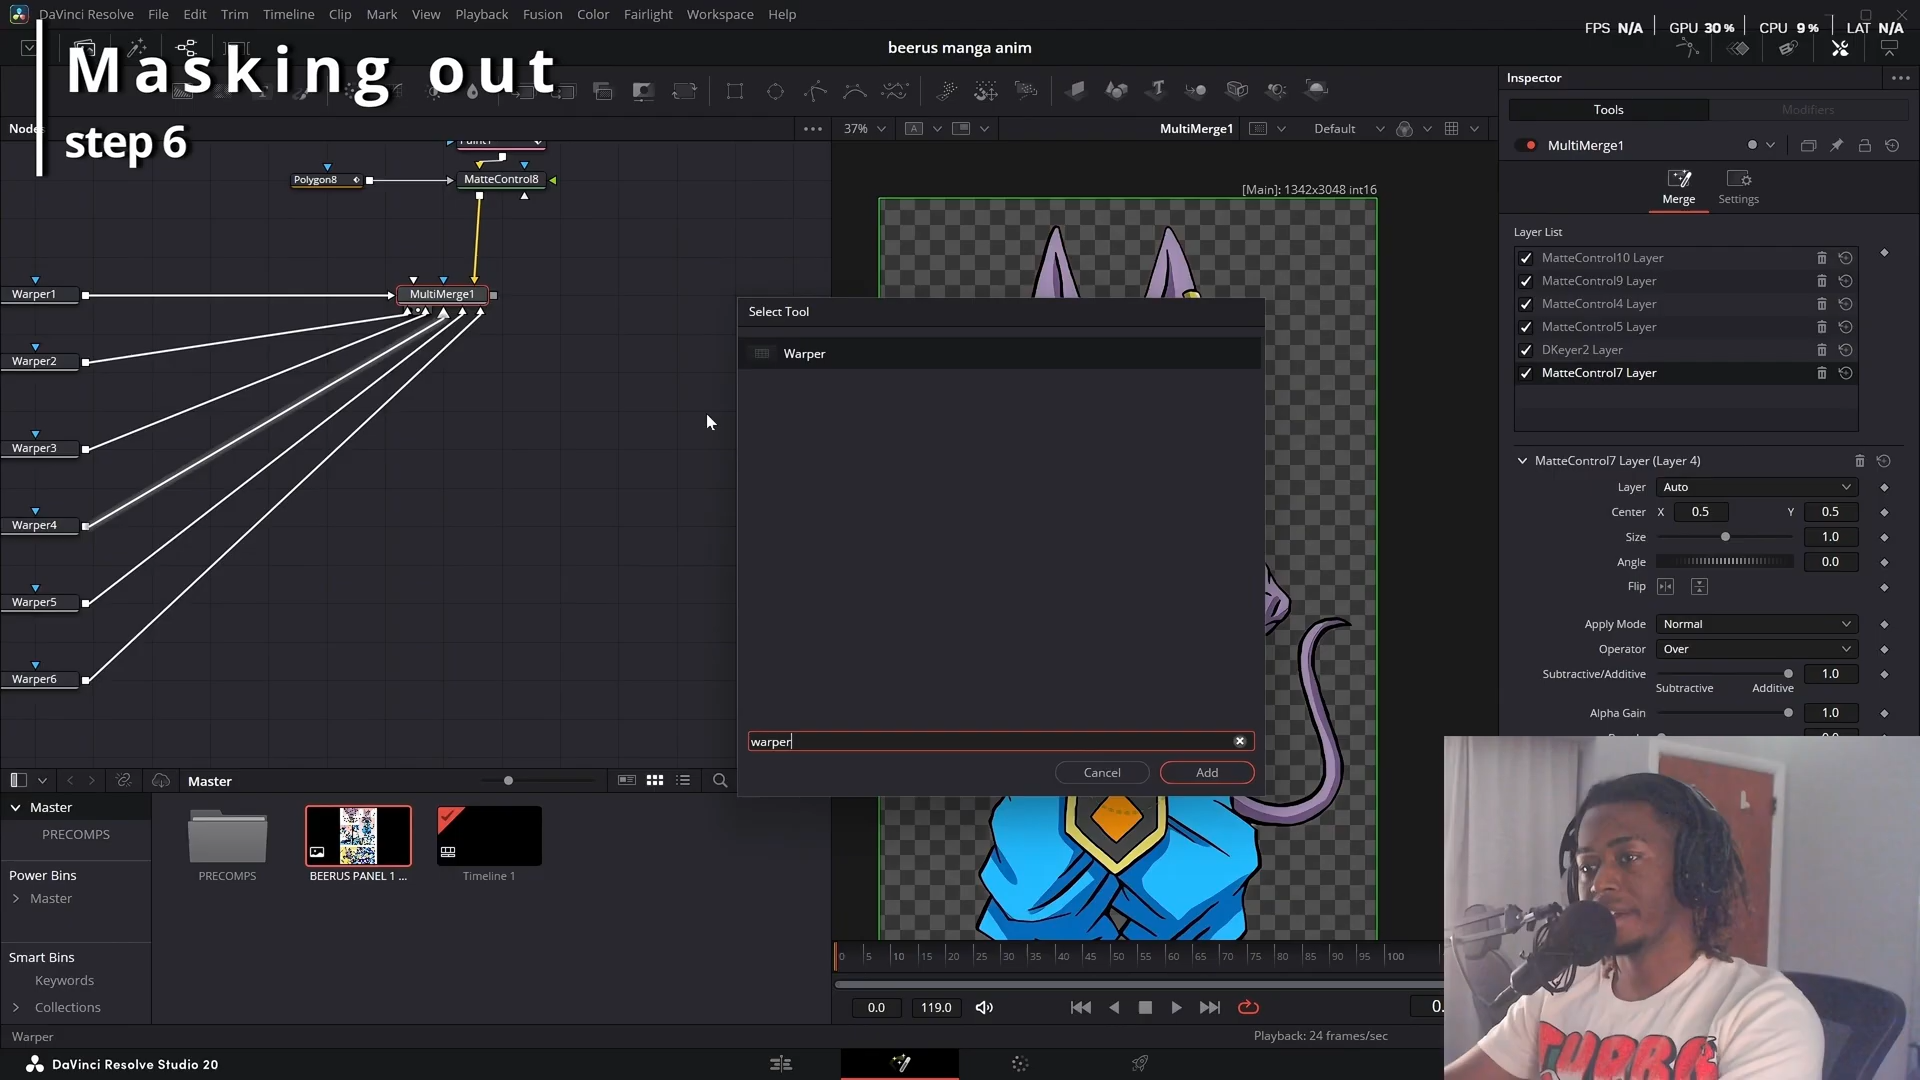 DaVinci Resolve File Edit Trim Timeline Clip Mark View Playback Fusion Color Fairlight Workspace Help
FPS N/A GPU 30 % CPU 9 % LAT N/A
Masking out
step 6
beerus manga anim
Inspector
Tools Modifiers
Nodes
37% A MultiMerge1 Default
MultiMerge1
Merge Settings
[Main]: 1342x3048 int16
Paint1
Polygon8
MatteControl8
MultiMerge1
Warper1
Warper2
Warper3
Warper4
Warper5
Warper6
Select Tool
Warper
warper
Cancel Add
Layer List
MatteControl10 Layer
MatteControl9 Layer
MatteControl4 Layer
MatteControl5 Layer
DKeyer2 Layer
MatteControl7 Layer
MatteControl7 Layer (Layer 4)
Layer Auto
Center X 0.5 Y 0.5
Size 1.0
Angle 0.0
Flip
Apply Mode Normal
Operator Over
Subtractive/Additive 1.0
Subtractive Additive
Alpha Gain 1.0
Master
Master
PRECOMPS
Power Bins
Master
Smart Bins
Keywords
Collections
PRECOMPS
BEERUS PANEL 1 ...
Timeline 1
0 5 10 15 20 25 30 35 40 45 50 55 60 65 70 75 80 85 90 95 100
0.0 119.0 0.
Warper
Playback: 24 frames/sec
DaVinci Resolve Studio 20